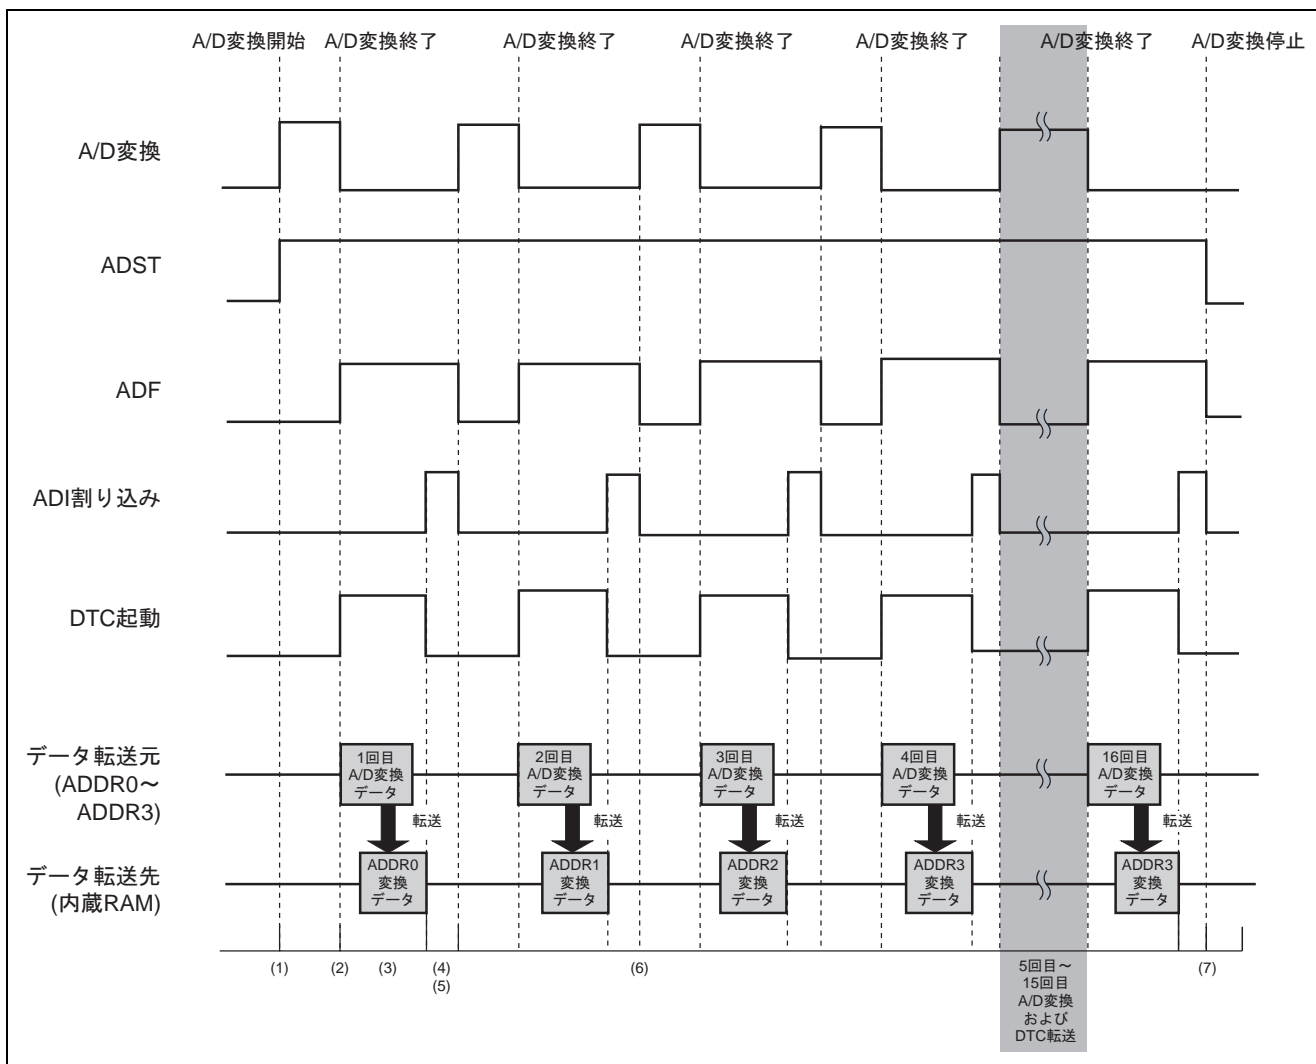 A/D変換開始 A/D変換終了 A/D変換終了 A/D変換終了 A/D変換終了 A/D変換終了 A/D変換停止
A/D変換
ADST
ADF
ADI割り込み
DTC起動
データ転送元
(ADDR0～
ADDR3)
1回目
A/D変換
データ
2回目
A/D変換
データ
3回目
A/D変換
データ
4回目
A/D変換
データ
16回目
A/D変換
データ
転送 転送 転送 転送 転送
データ転送先
(内蔵RAM)
ADDR0
変換
データ
ADDR1
変換
データ
ADDR2
変換
データ
ADDR3
変換
データ
ADDR3
変換
データ
(1) (2) (3) (4) (6) (7)
(5)
5回目～
15回目
A/D変換
および
DTC転送